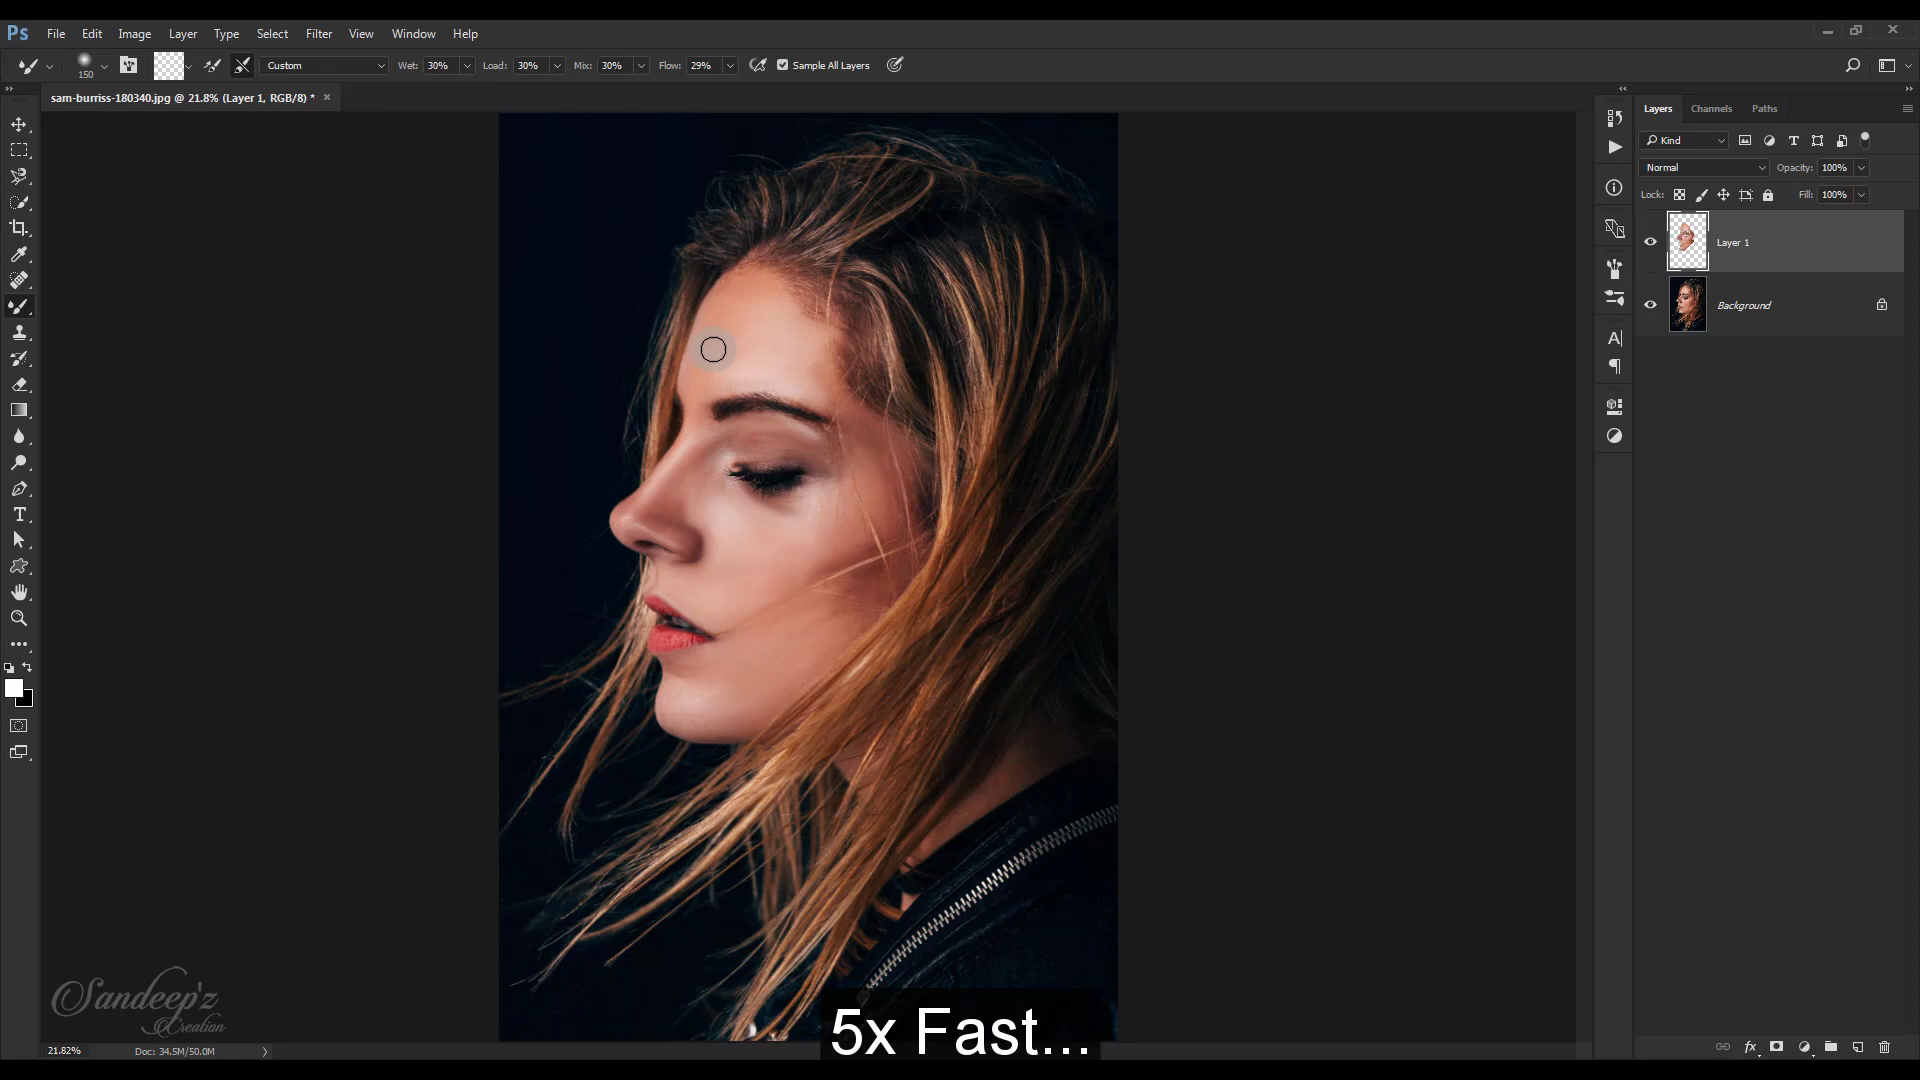 Ps File Edit Image Layer Type Select Filter View Window Help
150 Custom Wet: 30% Load: 30% Mix: 30% Flow: 29% Sample All Layers
sam-burriss-180340.jpg @ 21.8% (Layer 1, RGB/8) *
Layers Channels Paths
Kind
Normal Opacity: 100%
Lock: Fill: 100%
Layer 1
Background
Sandeep'z
Creation
5x Fast...
21.82% Doc: 34.5M/50.0M